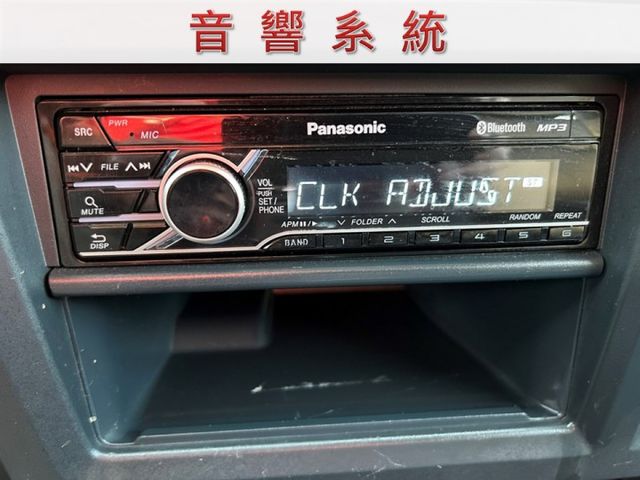 音響系統
SRC
PWR
MIC
Panasonic
Bluetooth
MP3
FILE
MUTE
DISP
VOL
PUSH
SET/
PHONE
CLK ADJUST
ST
APM
FOLDER
SCROLL
RANDOM
REPEAT
BAND
1 2 3 4 5 6